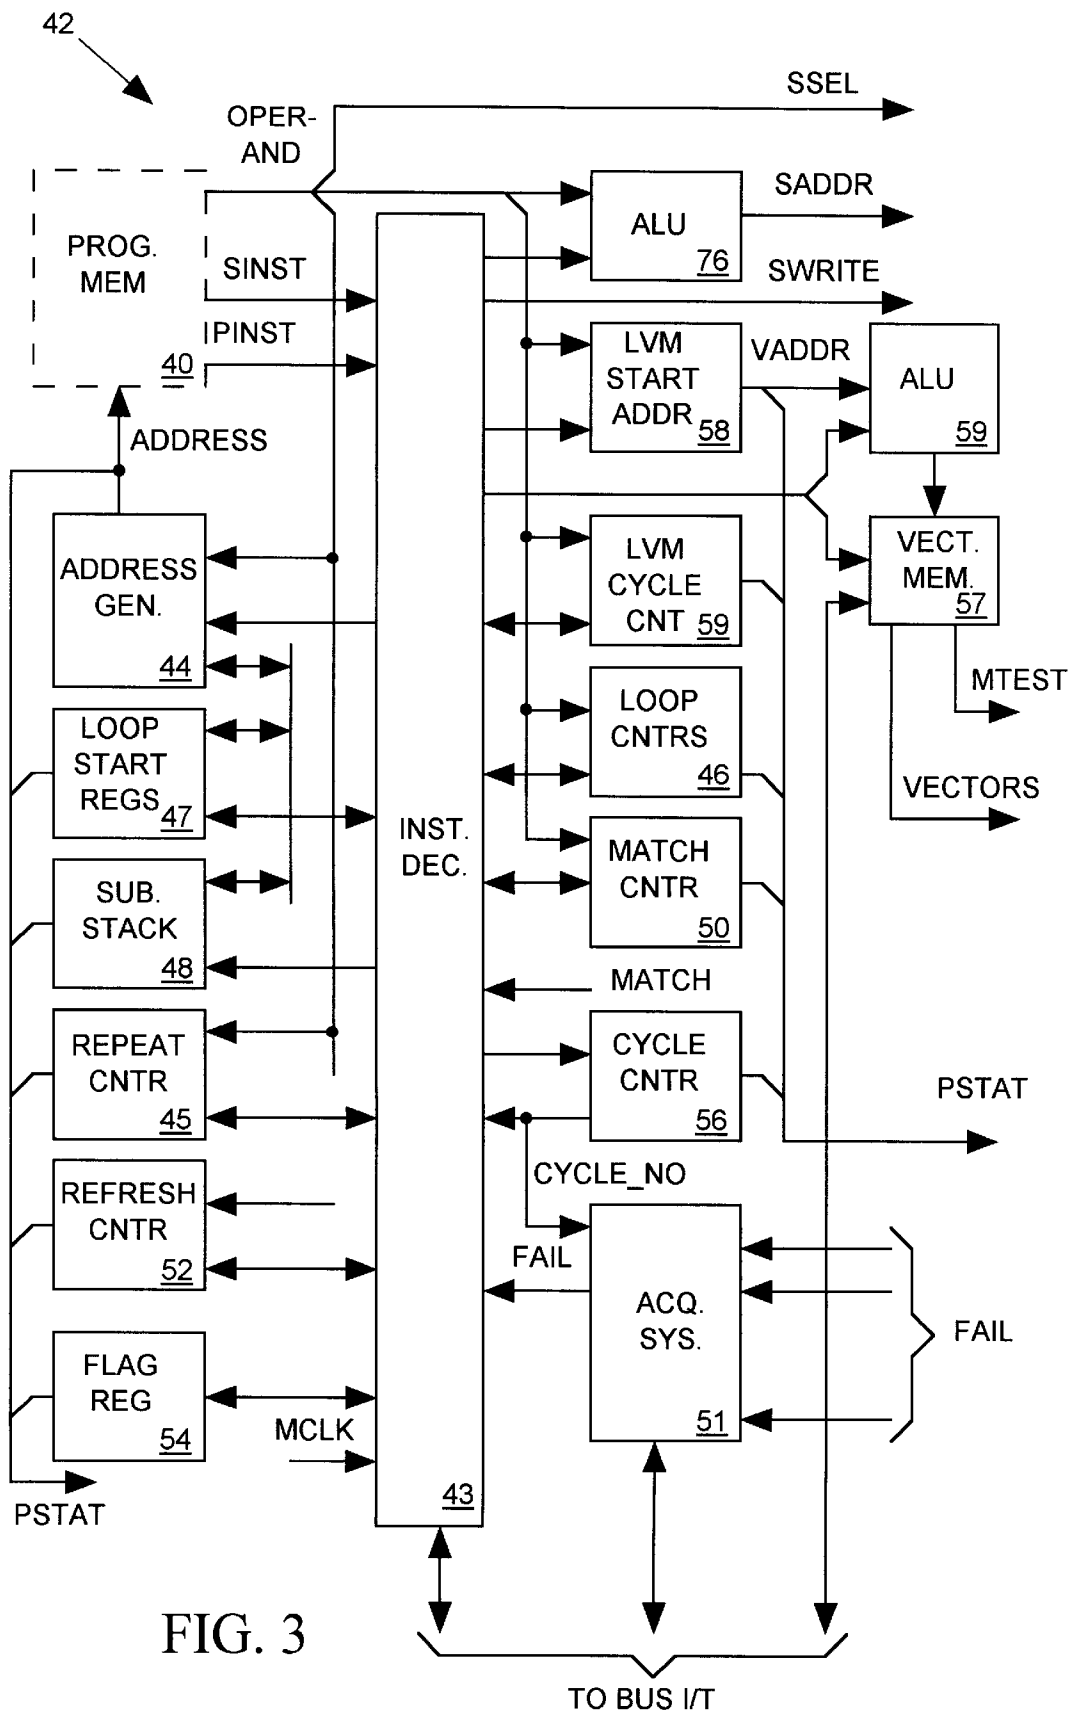 42
SSEL
OPER-
AND
PROG.
MEM
40
SINST
PINST
ALU
76
SADDR
SWRITE
LVM
START
ADDR
58
VADDR
ALU
59
ADDRESS
ADDRESS
GEN.
44
LVM
CYCLE
CNT
59
VECT.
MEM.
57
MTEST
VECTORS
LOOP
START
REGS
47
LOOP
CNTRS
46
INST.
DEC.
43
MATCH
CNTR
50
SUB.
STACK
48
MATCH
REPEAT
CNTR
45
CYCLE
CNTR
56
PSTAT
CYCLE_NO
REFRESH
CNTR
52
FAIL
ACQ.
SYS.
51
FAIL
FLAG
REG
54
MCLK
PSTAT
FIG. 3
TO BUS I/T